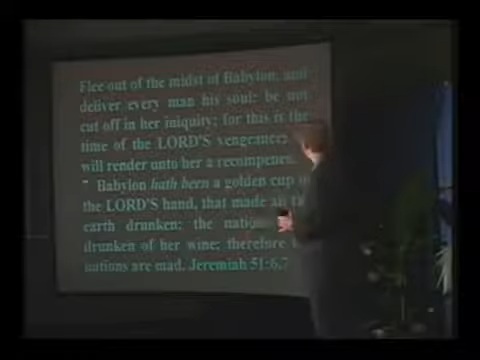 Flee out of the midst of Babylon, and
deliver every man his soul: be not
cut off in her iniquity; for this is the
time of the LORD'S vengeance;
will render unto her a recompence.
7 Babylon hath been a golden cup
the LORD'S hand, that made all
earth drunken: the
drunken of her wine; therefore
nations are mad. Jeremiah 51:6,7